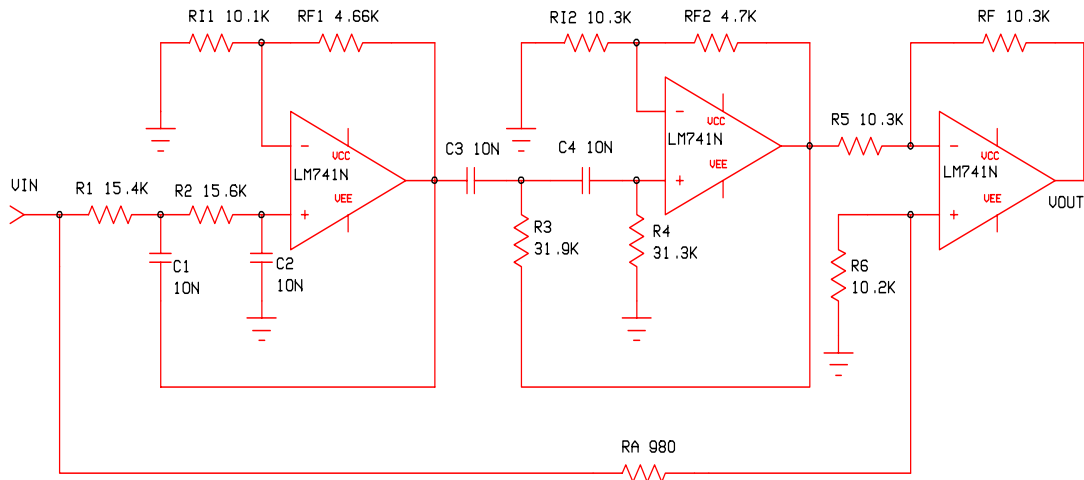 RI1 10.1K
RF1 4.66K
RI2 10.3K
RF2 4.7K
RF 10.3K
VCC
LM741N
VEE
C3 10N
C4 10N
VCC
LM741N
VEE
R5 10.3K
VCC
LM741N
VEE
VIN
R1 15.4K
R2 15.6K
VOUT
C1
10N
C2
10N
R3
31.9K
R4
31.3K
R6
10.2K
RA 980